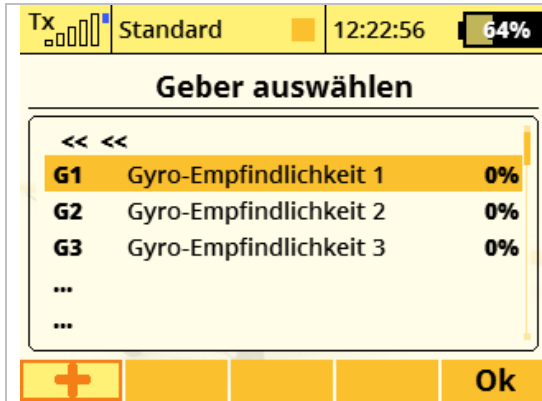 Tx Standard 12:22:56 64%
Geber auswählen
<< <<
G1 Gyro-Empfindlichkeit 1 0%
G2 Gyro-Empfindlichkeit 2 0%
G3 Gyro-Empfindlichkeit 3 0%
...
...
+ Ok